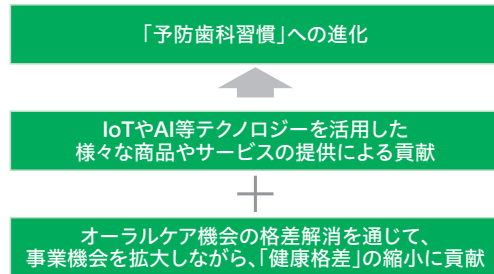 「予防歯科習慣」への進化
IoTやAI等テクノロジーを活用した
様々な商品やサービスの提供による貢献
＋
オーラルケア機会の格差解消を通じて、
事業機会を拡大しながら、「健康格差」の縮小に貢献